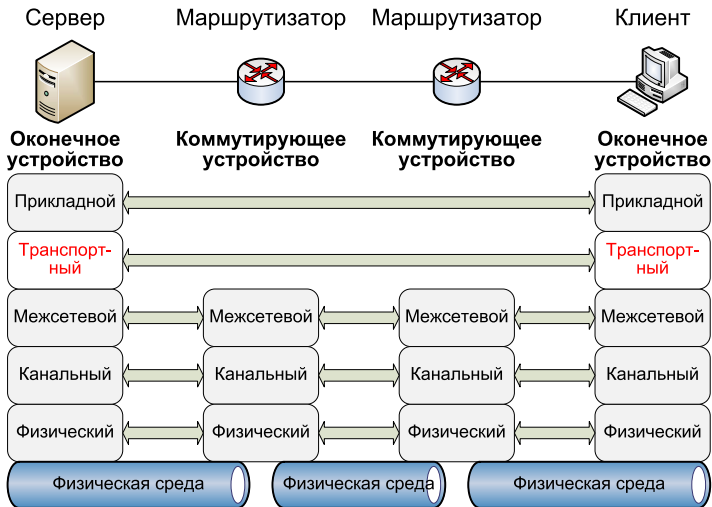 Сервер Маршрутизатор Маршрутизатор Клиент
Оконечное Коммутирующее Коммутирующее Оконечное
устройство устройство устройство устройство
Прикладной Прикладной
Транспорт- Транспорт-
ный ный
Межсетевой Межсетевой Межсетевой Межсетевой
Канальный Канальный Канальный Канальный
Физический Физический Физический Физический
Физическая среда Физическая среда Физическая среда